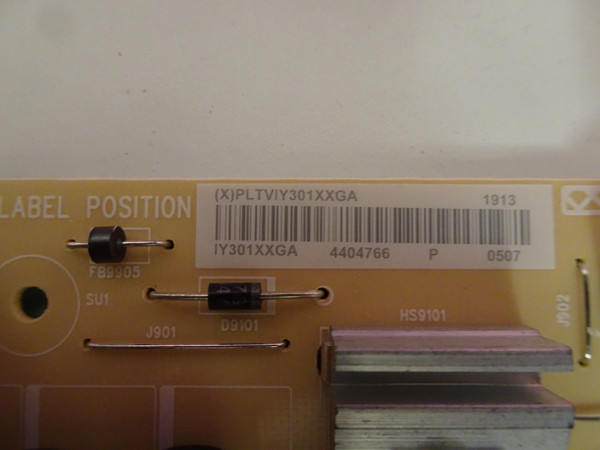 (X)PLTVIY301XXGA 1913
LABEL POSITION
IY301XXGA 4404766 P 0507
FB9905
SU1
D9101
J901
HS9101
J902